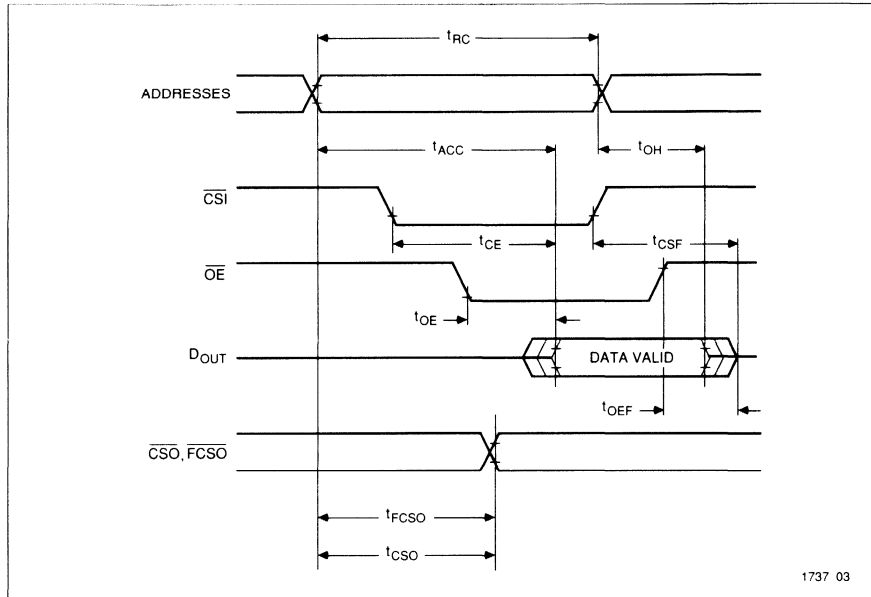 tRC
ADDRESSES
tACC
tOH
CSI
tCE
tCSF
OE
tOE
DOUT
DATA VALID
tOEF
CSO, FCSO
tFCSO
tCSO
1737 03